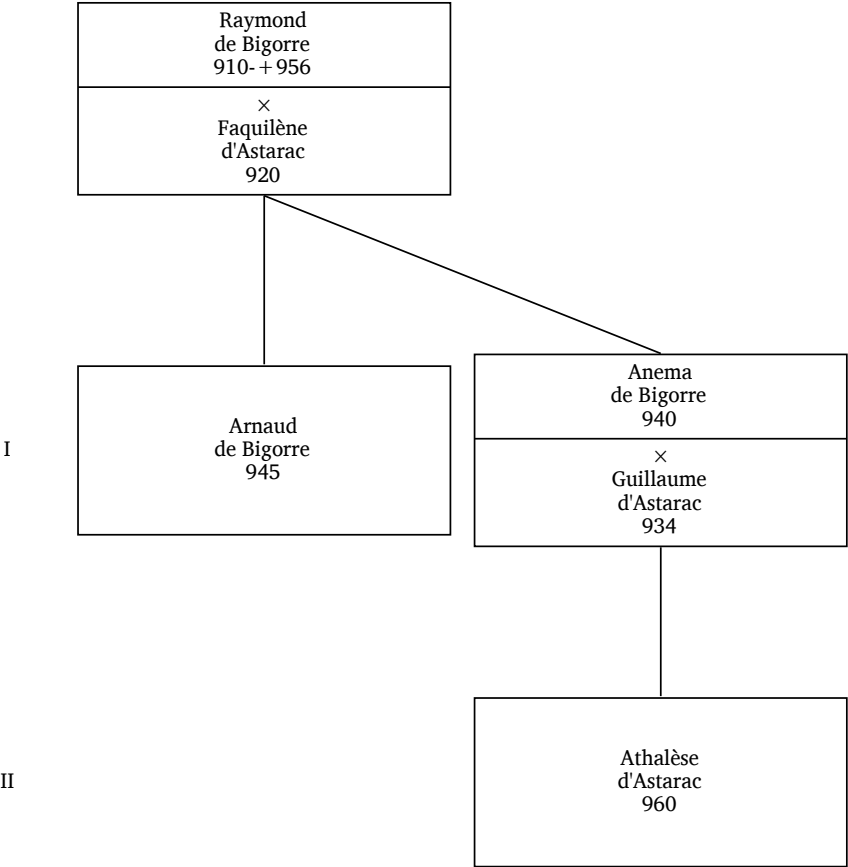 Raymond
de Bigorre
910-+956
×
Faquilène
d'Astarac
920
I
Arnaud
de Bigorre
945
Anema
de Bigorre
940
×
Guillaume
d'Astarac
934
II
Athalèse
d'Astarac
960